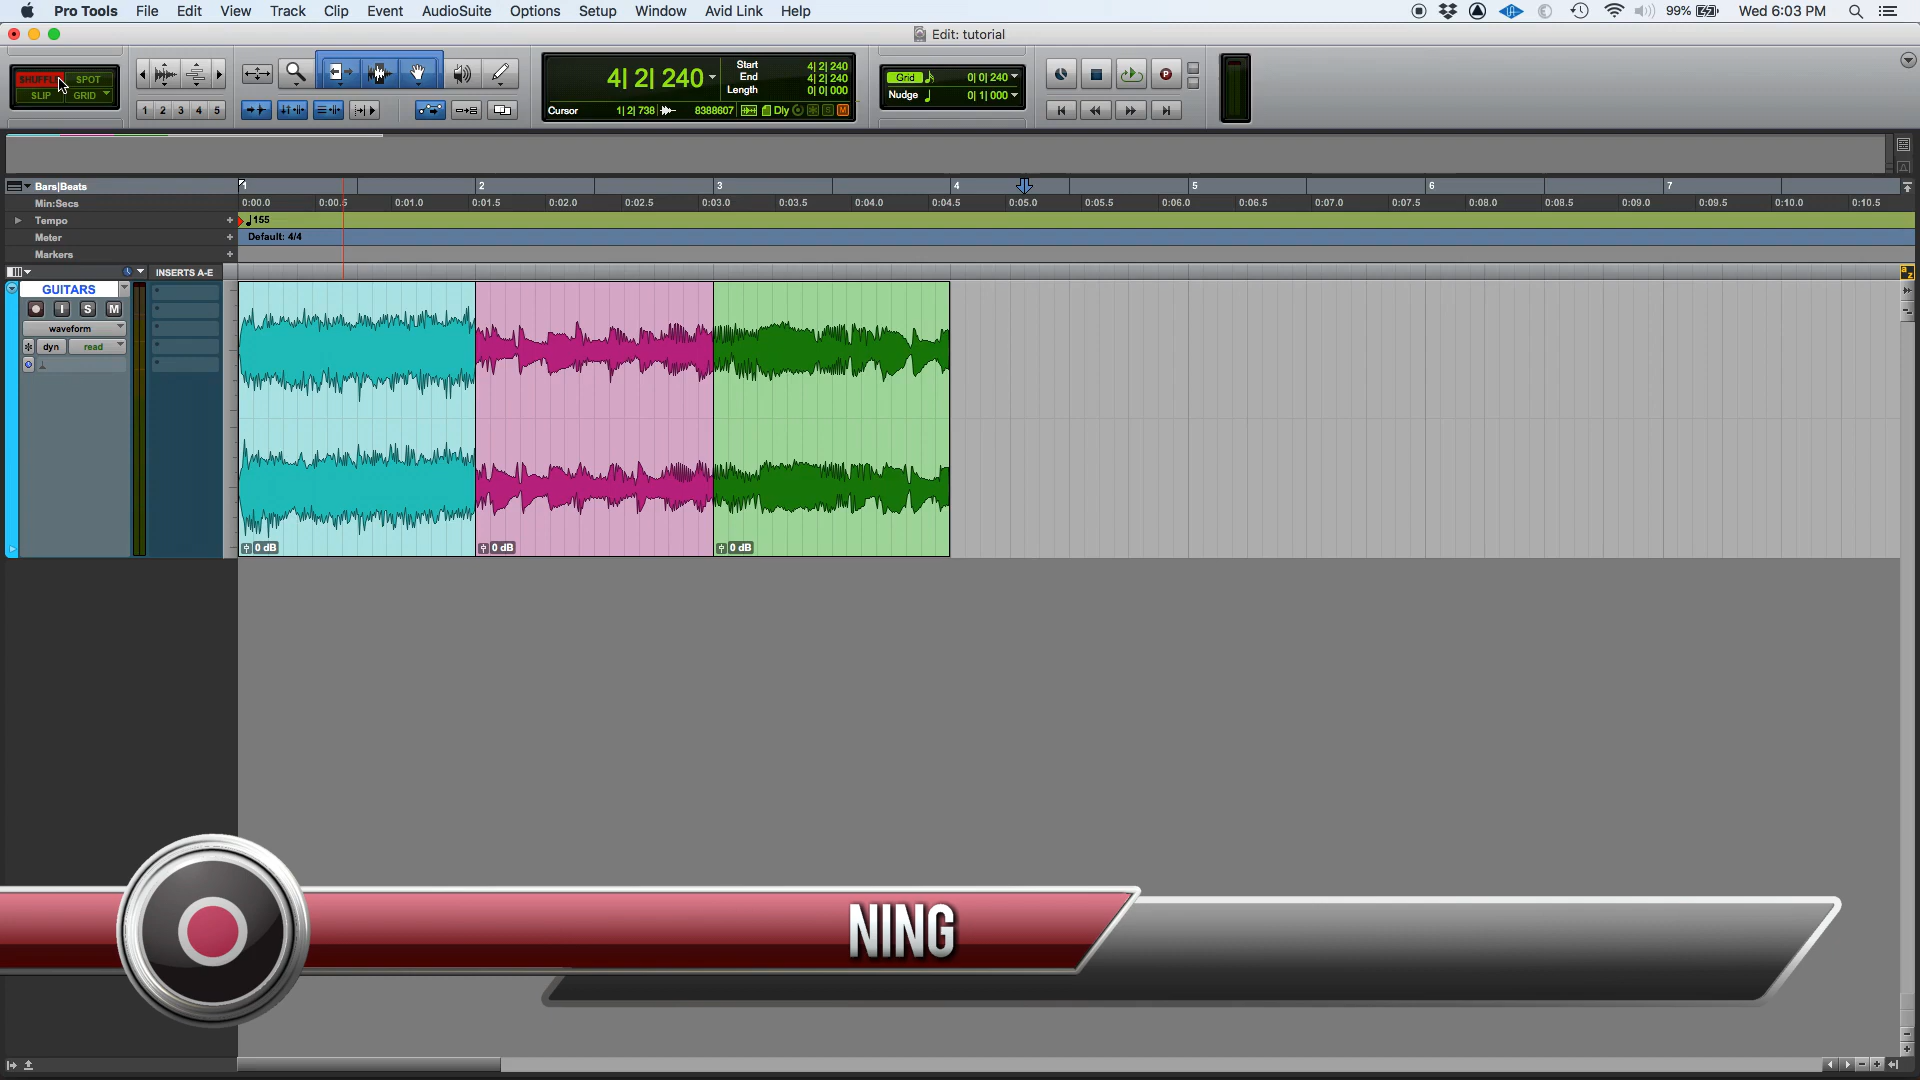 Pro Tools File Edit View Track Clip Event AudioSuite Options Setup Window Avid Link Help 99% Wed 6:03 PM
Edit: tutorial
SHUFFLE SPOT
SLIP GRID
1 2 3 4 5
4| 2| 240
Start 4| 2| 240
End 4| 2| 240
Length 0| 0| 000
Cursor 1| 2| 738 8388607 Dly S M
Grid 0| 0| 240
Nudge 0| 1| 000
Bars|Beats 1 2 3 4 5 6 7
Min:Secs 0:00.0 0:00.5 0:01.0 0:01.5 0:02.0 0:02.5 0:03.0 0:03.5 0:04.0 0:04.5 0:05.0 0:05.5 0:06.0 0:06.5 0:07.0 0:07.5 0:08.0 0:08.5 0:09.0 0:09.5 0:10.0 0:10.5
Tempo + 155
Meter + Default: 4/4
Markers +
INSERTS A-E
a z
GUITARS
I S M
waveform
dyn read
0 dB 0 dB 0 dB
NING